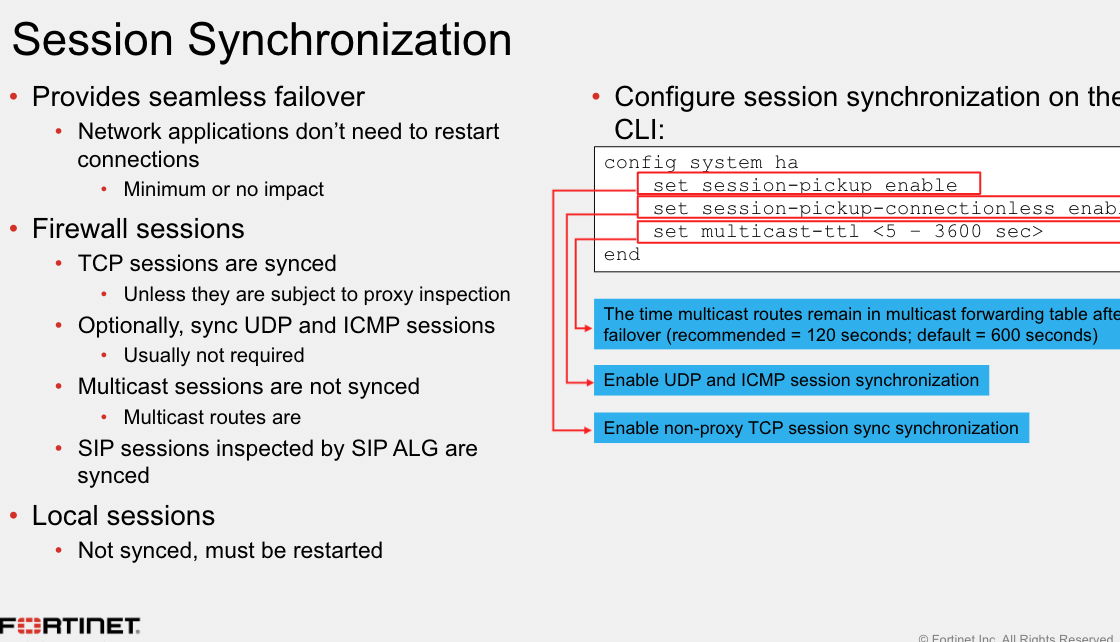 Session Synchronization
• Provides seamless failover
• Network applications don’t need to restart
connections
• Minimum or no impact
• Firewall sessions
• TCP sessions are synced
• Unless they are subject to proxy inspection
• Optionally, sync UDP and ICMP sessions
• Usually not required
• Multicast sessions are not synced
• Multicast routes are
• SIP sessions inspected by SIP ALG are
synced
• Local sessions
• Not synced, must be restarted
• Configure session synchronization on the
CLI:
config system ha
set session-pickup enable
set session-pickup-connectionless
set multicast-ttl <5 – 3600 sec>
end
The time multicast routes remain in multicast forwarding table
failover (recommended = 120 seconds; default = 600 seconds)
Enable UDP and ICMP session synchronization
Enable non-proxy TCP session sync synchronization
FORTINET
© Fortinet Inc. All Rights Reserved.